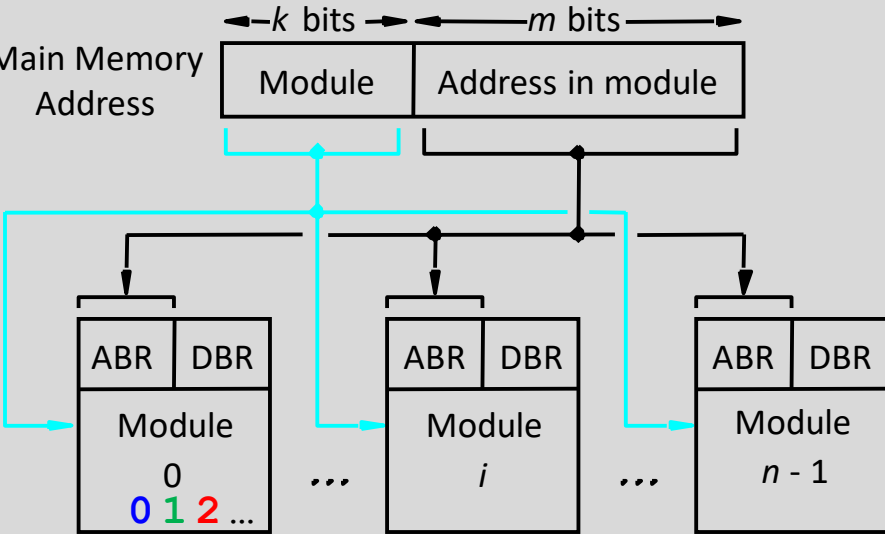 k bits m bits
Main Memory Address
Module Address in module
ABR DBR ABR DBR ABR DBR
Module Module Module
0 ... i ... n - 1
0 1 2 ...